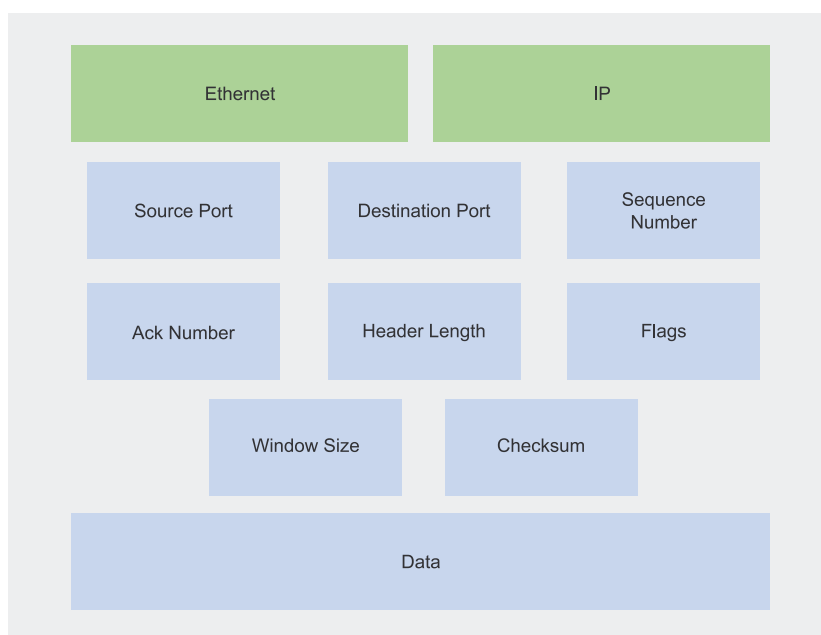 Ethernet
IP
Source Port
Destination Port
Sequence
Number
Ack Number
Header Length
Flags
Window Size
Checksum
Data